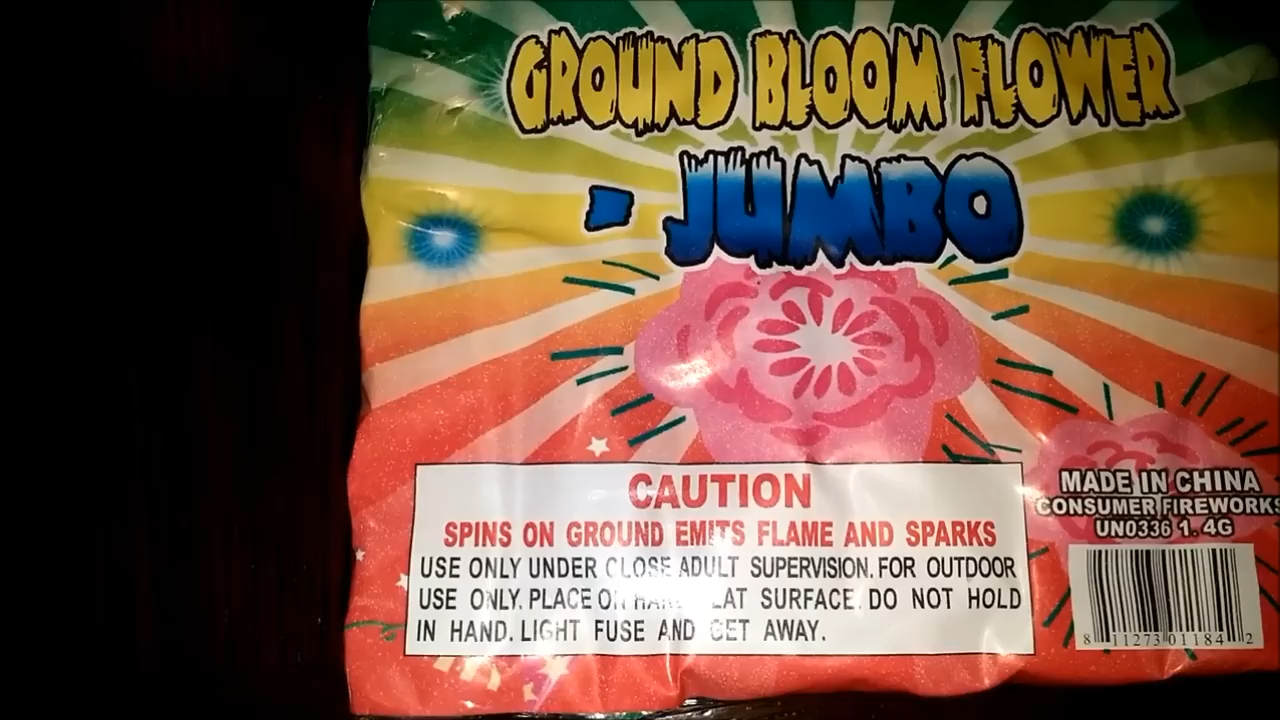 GROUND BLOOM FLOWER
- JUMBO
CAUTION
SPINS ON GROUND EMITS FLAME AND SPARKS
USE ONLY UNDER CLOSE ADULT SUPERVISION. FOR OUTDOOR
USE ONLY. PLACE ON HARD FLAT SURFACE. DO NOT HOLD
IN HAND. LIGHT FUSE AND GET AWAY.
MADE IN CHINA
CONSUMER FIREWORKS
UN0336 1.4G
8 11273 01184 2